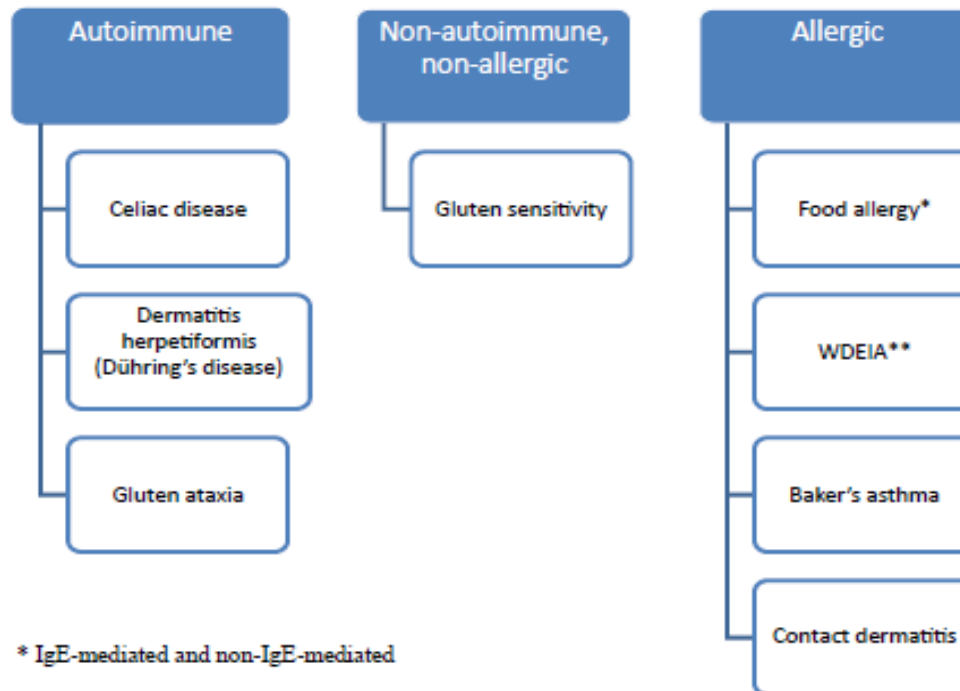 Autoimmune
Celiac disease
Dermatitis
herpetiformis
(Dühring's disease)
Gluten ataxia
Non-autoimmune,
non-allergic
Gluten sensitivity
Allergic
Food allergy*
WDEIA**
Baker's asthma
Contact dermatitis
* IgE-mediated and non-IgE-mediated